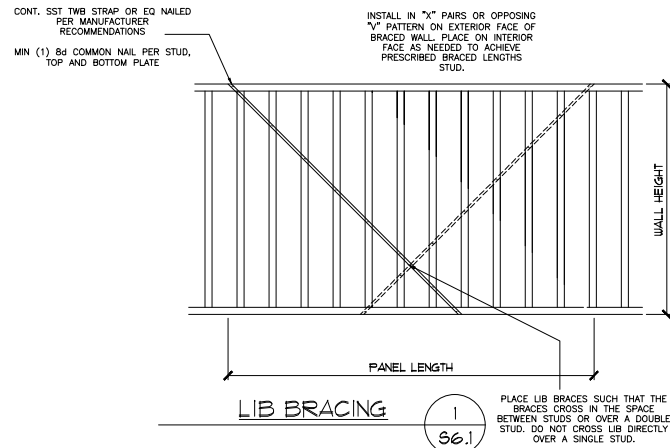 CONT. SST TWB STRAP OR EQ NAILED
PER MANUFACTURER
RECOMMENDATIONS
MIN (1) 8d COMMON NAIL PER STUD,
TOP AND BOTTOM PLATE
INSTALL IN "X" PAIRS OR OPPOSING
"V" PATTERN ON EXTERIOR FACE OF
BRACED WALL. PLACE ON INTERIOR
FACE AS NEEDED TO ACHIEVE
PRESCRIBED BRACED LENGTHS
STUD.
WALL HEIGHT
PANEL LENGTH
LIB BRACING
1
S6.1
PLACE LIB BRACES SUCH THAT THE
BRACES CROSS IN THE SPACE
BETWEEN STUDS OR OVER A DOUBLE
STUD. DO NOT CROSS LIB DIRECTLY
OVER A SINGLE STUD.